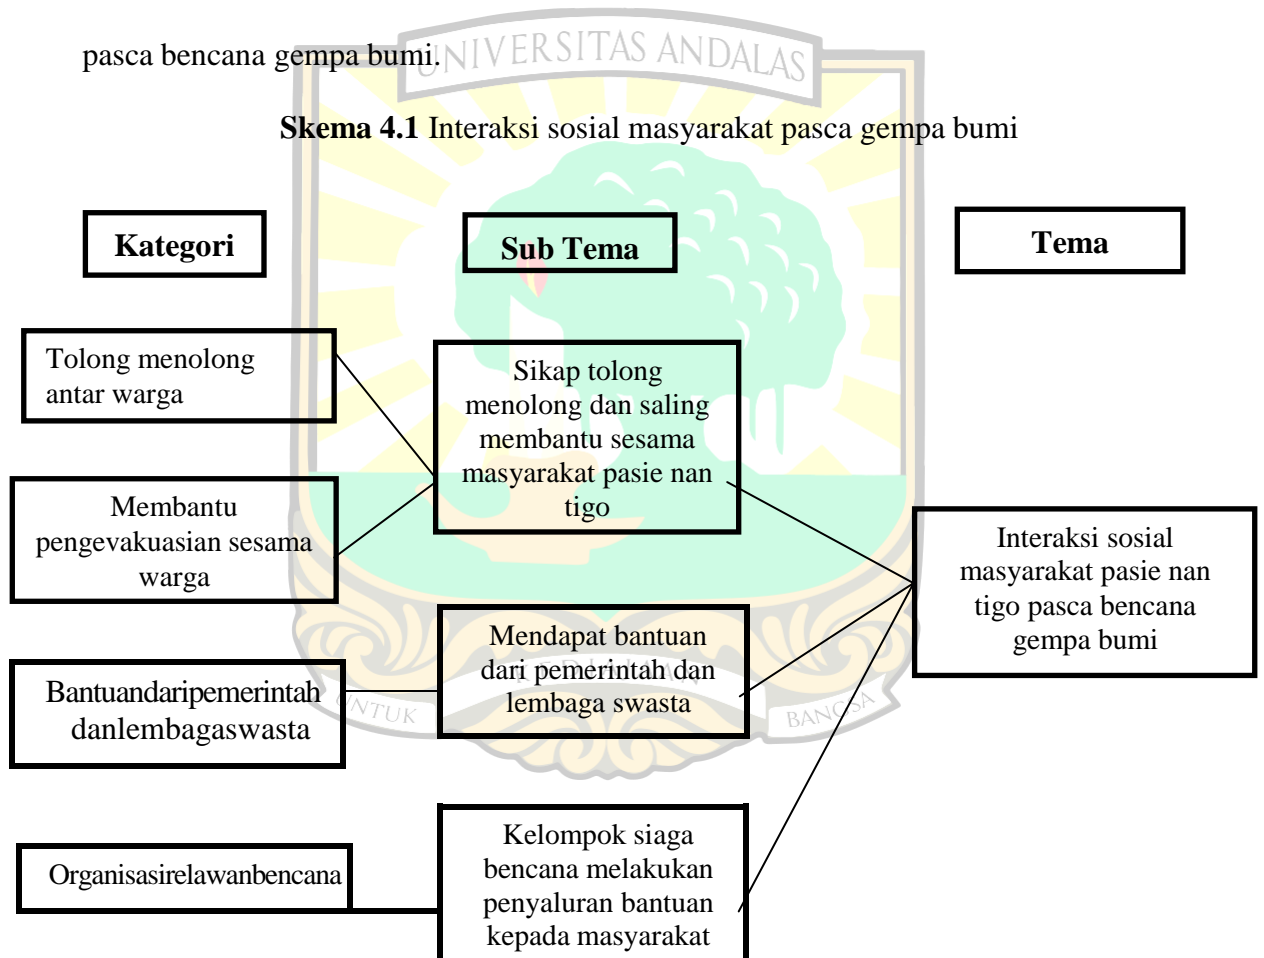 pasca bencana gempa bumi.
UNIVERSITAS ANDALAS
Skema 4.1 Interaksi sosial masyarakat pasca gempa bumi
Kategori
Sub Tema
Tema
Tolong menolong
antar warga
Membantu
pengevakuasian sesama
warga
Bantuandaripemerintah
danlembagaswasta
Organisasirelawanbencana
Sikap tolong
menolong dan saling
membantu sesama
masyarakat pasie nan
tigo
Mendapat bantuan
dari pemerintah dan
lembaga swasta
Kelompok siaga
bencana melakukan
penyaluran bantuan
kepada masyarakat
Interaksi sosial
masyarakat pasie nan
tigo pasca bencana
gempa bumi
UNTUK
BANGSA